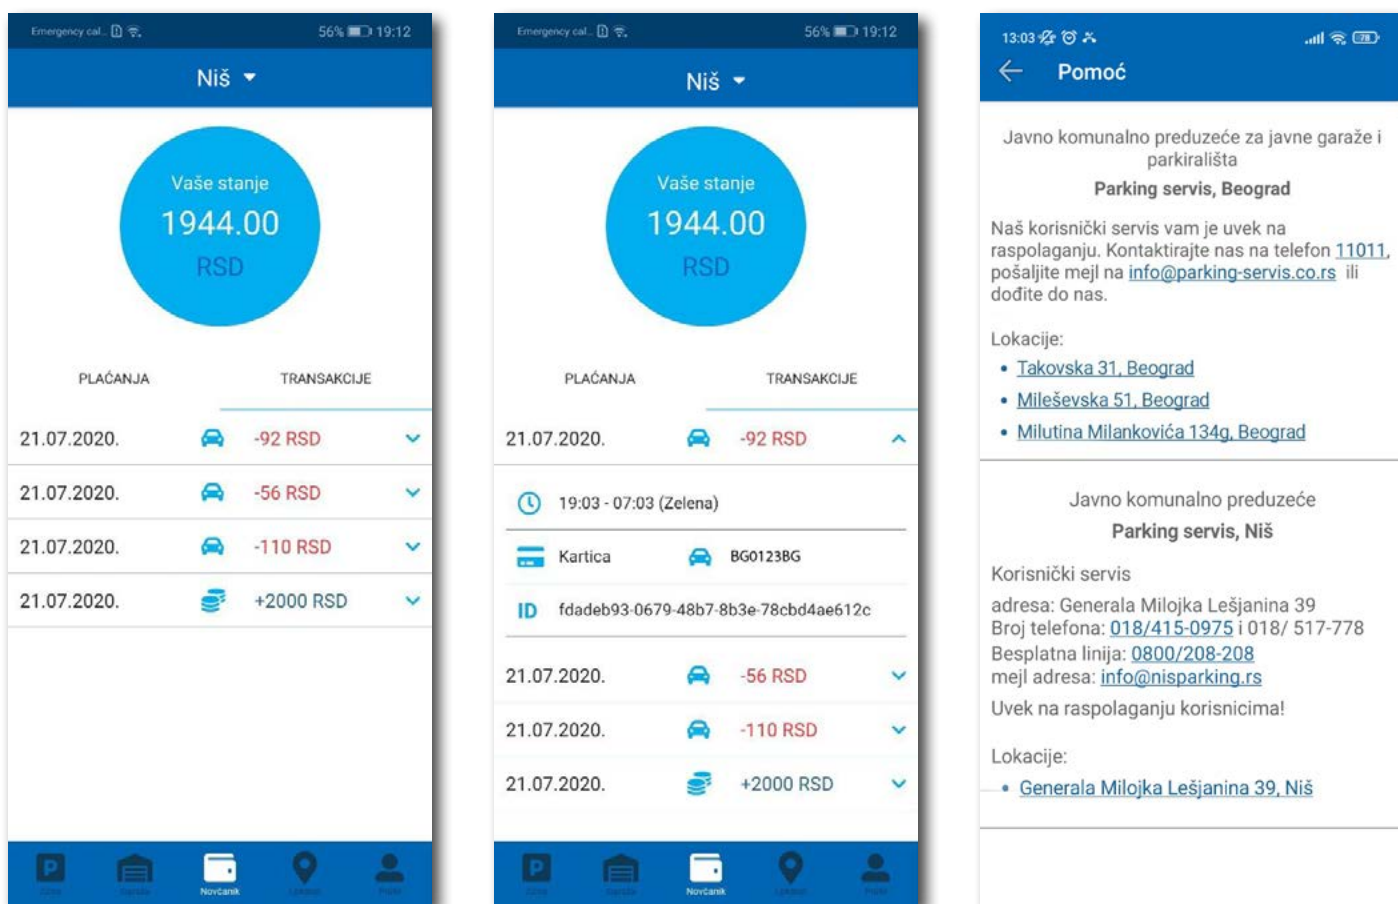 Emergency cal...
56% 19:12
Niš
Vaše stanje
1944.00
RSD
PLAĆANJA TRANSAKCIJE
21.07.2020. -92 RSD
21.07.2020. -56 RSD
21.07.2020. -110 RSD
21.07.2020. +2000 RSD
P
Novčanik
Emergency cal...
56% 19:12
Niš
Vaše stanje
1944.00
RSD
PLAĆANJA TRANSAKCIJE
21.07.2020. -92 RSD
19:03 - 07:03 (Zelena)
Kartica BG0123BG
ID fdadeb93-0679-48b7-8b3e-78cbd4ae612c
21.07.2020. -56 RSD
21.07.2020. -110 RSD
21.07.2020. +2000 RSD
P
Novčanik
13:03 78
Pomoć
Javno komunalno preduzeće za javne garaže i
parkirališta
Parking servis, Beograd
Naš korisnički servis vam je uvek na
raspolaganju. Kontaktirajte nas na telefon 11011,
pošaljite mejl na info@parking-servis.co.rs ili
dođite do nas.
Lokacije:
• Takovska 31, Beograd
• Mileševska 51, Beograd
• Milutina Milankovića 134g, Beograd
Javno komunalno preduzeće
Parking servis, Niš
Korisnički servis
adresa: Generala Milojka Lešjanina 39
Broj telefona: 018/415-0975 i 018/ 517-778
Besplatna linija: 0800/208-208
mejl adresa: info@nisparking.rs
Uvek na raspolaganju korisnicima!
Lokacije:
• Generala Milojka Lešjanina 39, Niš